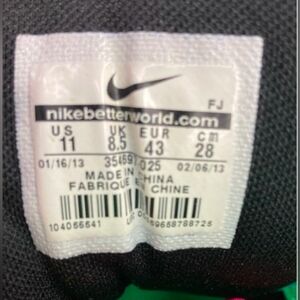 FJ
nikebetterworld.com
US UK EUR cm
11 8.5 43 28
01/16/13 025 02/06/13
MADE IN CHINA
FABRIQUE EN CHINE